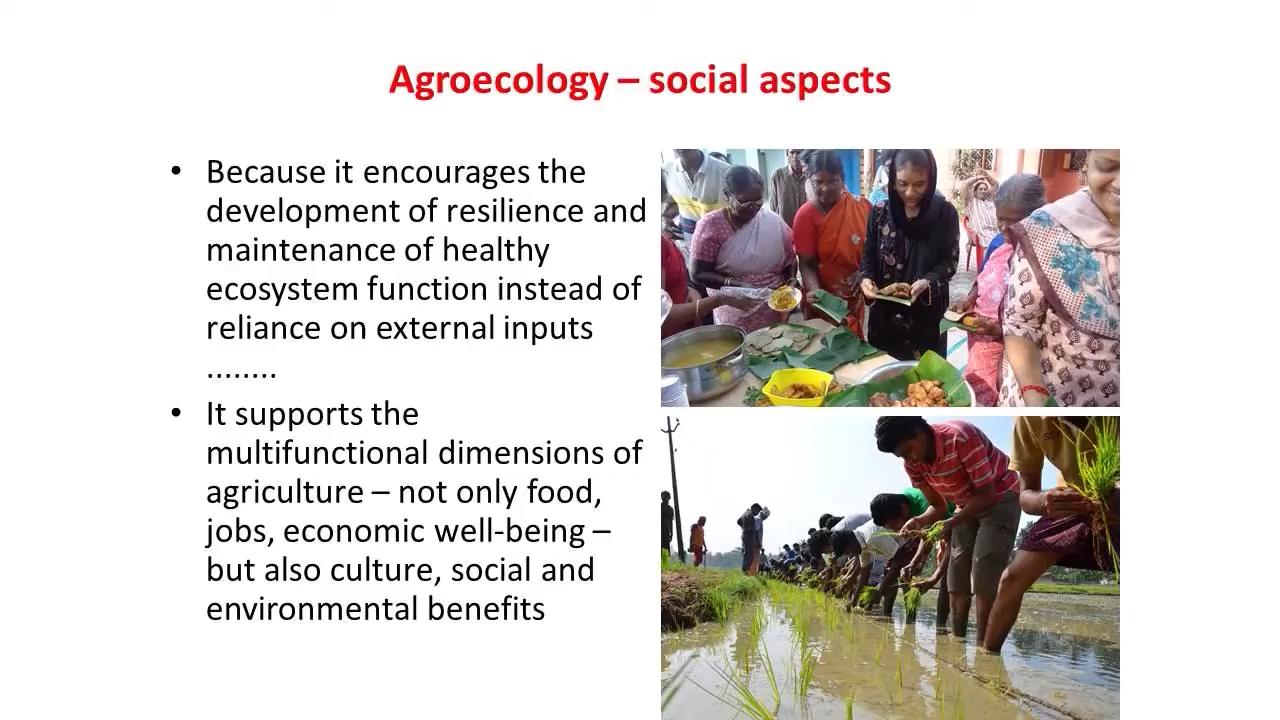 Agroecology – social aspects
• Because it encourages the
development of resilience and
maintenance of healthy
ecosystem function instead of
reliance on external inputs
........
• It supports the
multifunctional dimensions of
agriculture – not only food,
jobs, economic well-being –
but also culture, social and
environmental benefits